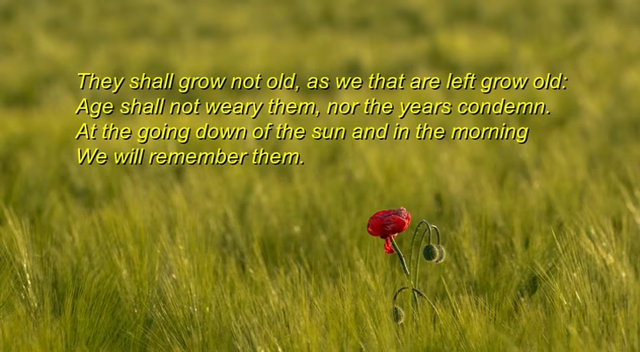 They shall grow not old, as we that are left grow old:
Age shall not weary them, nor the years condemn.
At the going down of the sun and in the morning
We will remember them.